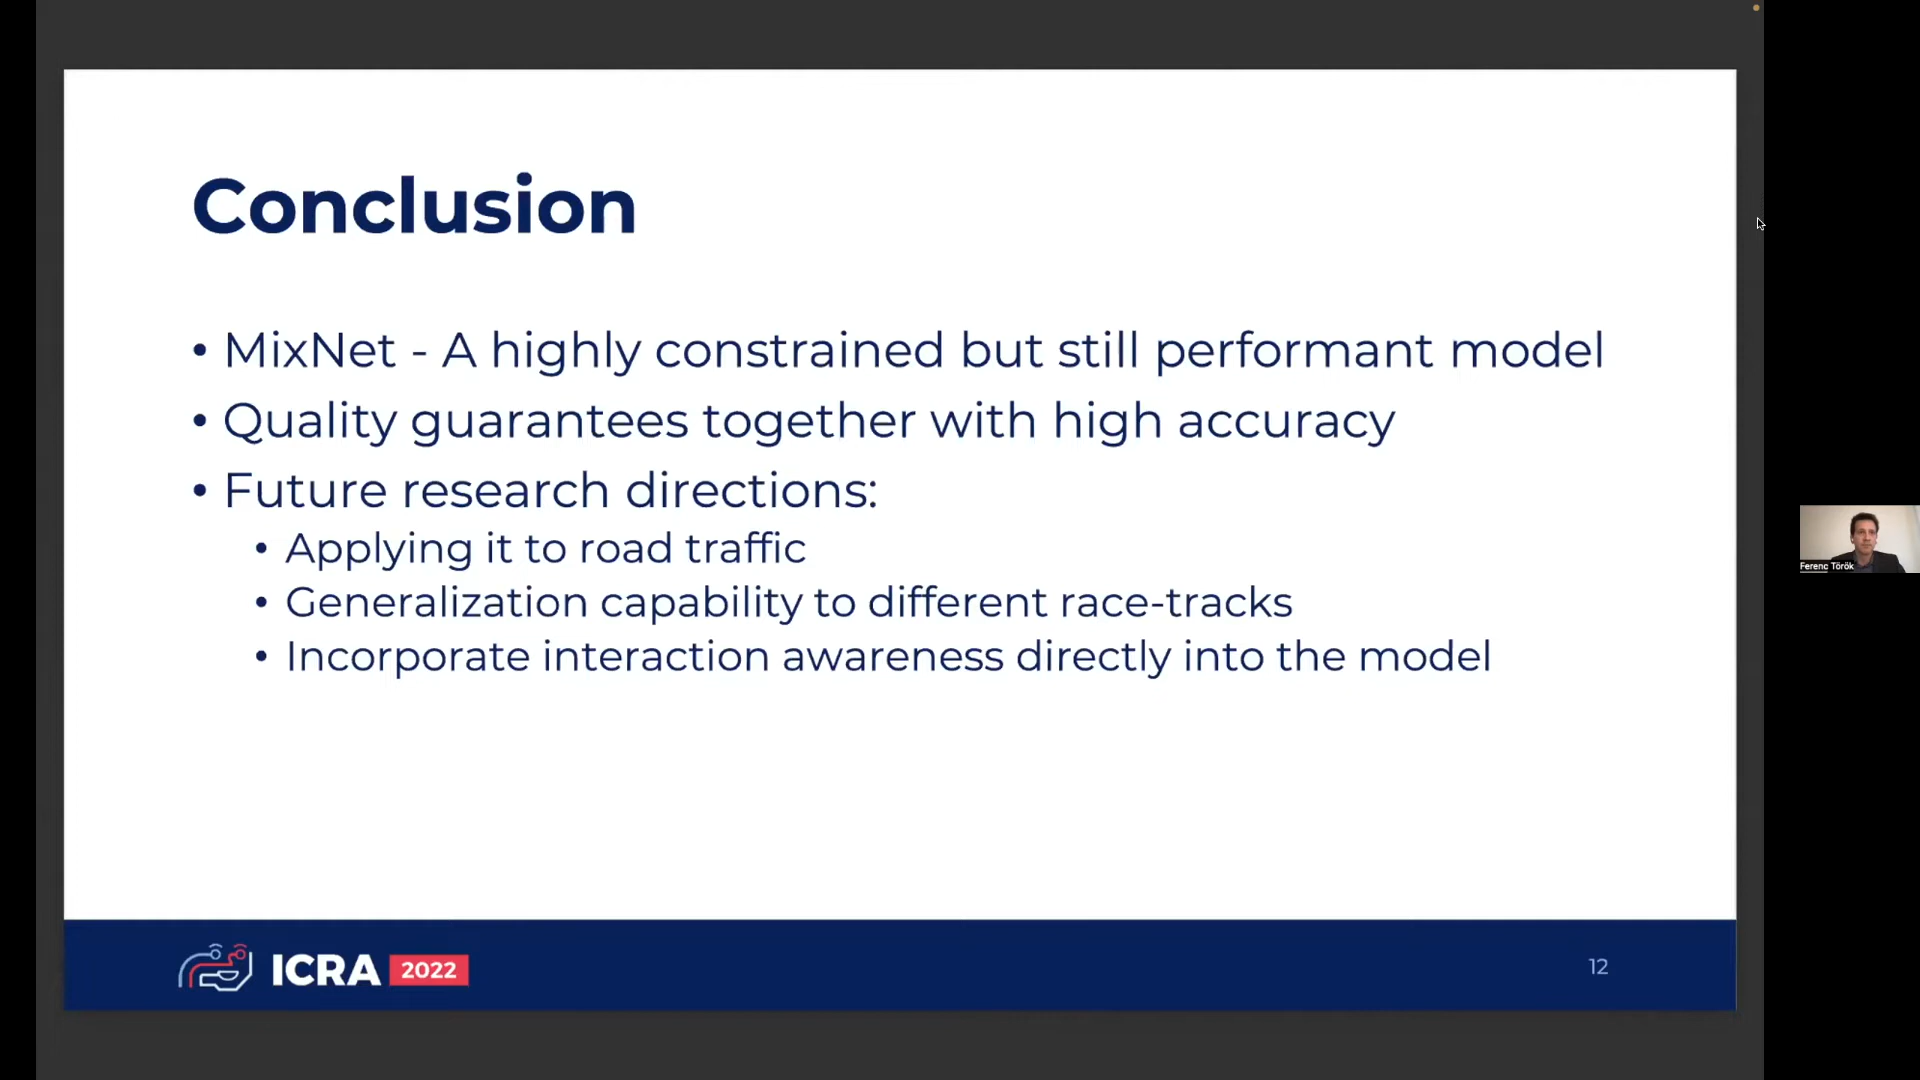 Conclusion
• MixNet - A highly constrained but still performant model
• Quality guarantees together with high accuracy
• Future research directions:
• Applying it to road traffic
• Generalization capability to different race-tracks
• Incorporate interaction awareness directly into the model
Ferenc Török
ICRA 2022
12